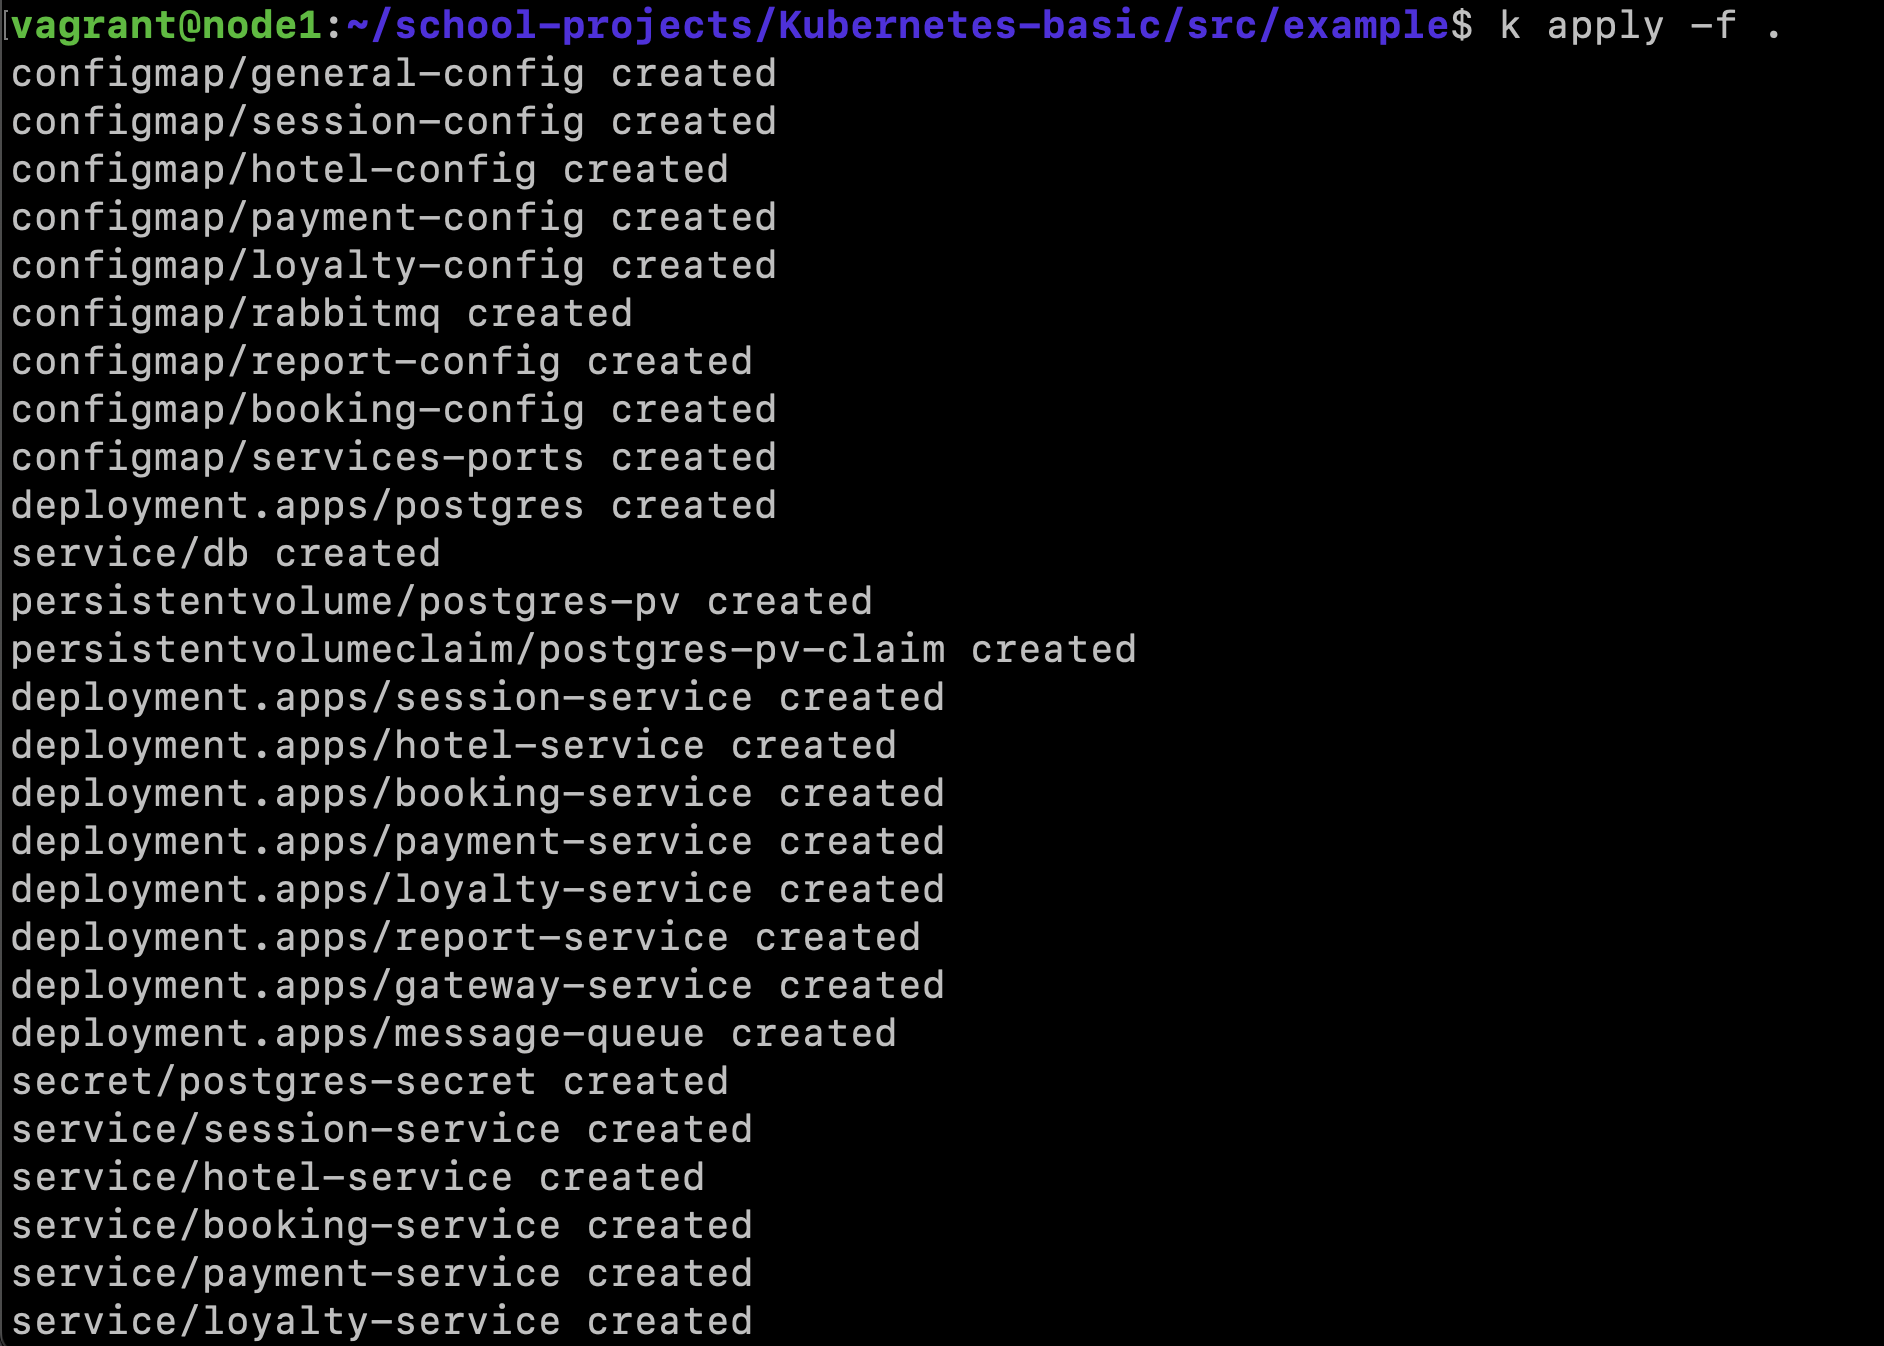 vagrant@node1:~/school-projects/Kubernetes-basic/src/example$ k apply -f .
configmap/general-config created
configmap/session-config created
configmap/hotel-config created
configmap/payment-config created
configmap/loyalty-config created
configmap/rabbitmq created
configmap/report-config created
configmap/booking-config created
configmap/services-ports created
deployment.apps/postgres created
service/db created
persistentvolume/postgres-pv created
persistentvolumeclaim/postgres-pv-claim created
deployment.apps/session-service created
deployment.apps/hotel-service created
deployment.apps/booking-service created
deployment.apps/payment-service created
deployment.apps/loyalty-service created
deployment.apps/report-service created
deployment.apps/gateway-service created
deployment.apps/message-queue created
secret/postgres-secret created
service/session-service created
service/hotel-service created
service/booking-service created
service/payment-service created
service/loyalty-service created